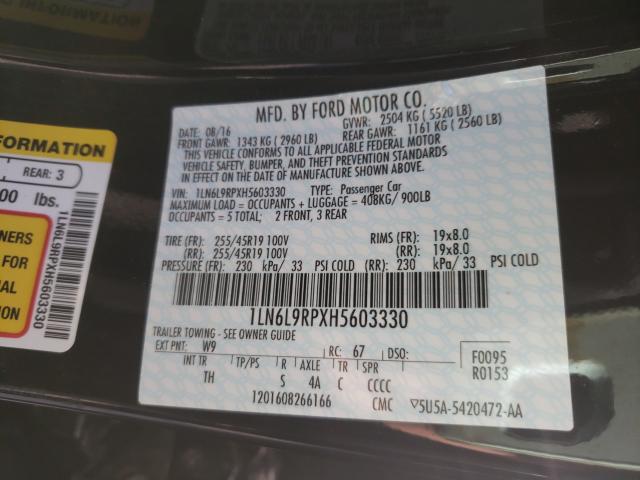 MFD. BY FORD MOTOR CO.
DATE: 08/16 GVWR: 2504 KG ( 5520 LB)
FRONT GAWR: 1343 KG ( 2960 LB) REAR GAWR: 1161 KG ( 2560 LB)
THIS VEHICLE CONFORMS TO ALL APPLICABLE FEDERAL MOTOR
VEHICLE SAFETY, BUMPER, AND THEFT PREVENTION STANDARDS
IN EFFECT ON THE DATE OF MANUFACTURE SHOWN ABOVE.
VIN: 1LN6L9RPXH5603330 TYPE: Passenger Car
MAXIMUM LOAD = OCCUPANTS + LUGGAGE = 408KG/ 900LB
OCCUPANTS = 5 TOTAL; 2 FRONT, 3 REAR
TIRE (FR): 255/45R19 100V RIMS (FR): 19x8.0
(RR): 255/45R19 100V (RR): 19x8.0
PRESSURE (FR): 230 kPa/ 33 PSI COLD (RR): 230 kPa/33 PSI COLD
1LN6L9RPXH5603330
TRAILER TOWING - SEE OWNER GUIDE
EXT PNT: W9 RC: 67 DSO: F0095
INT TR TP/PS R AXLE TR SPR R0153
TH S 4A C CCCC
1201608266166 CMC ▽5U5A-5420472-AA
FORMATION
REAR: 3
00 lbs.
NERS
FOR
NAL
N.
1LN6L9RPXH5603330